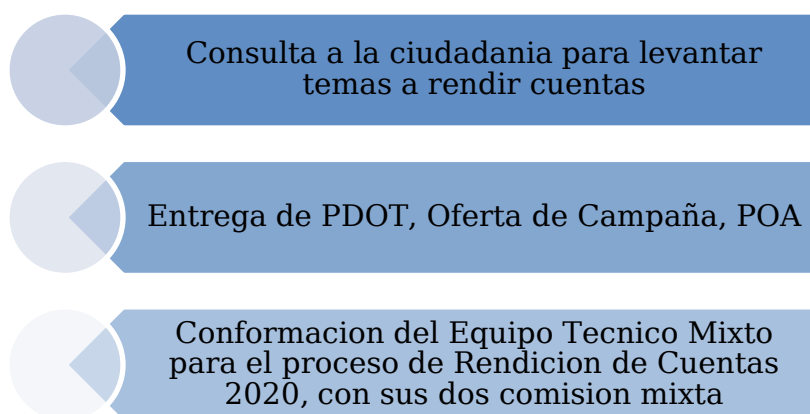 Consulta a la ciudadania para levantar
temas a rendir cuentas
Entrega de PDOT, Oferta de Campaña, POA
Conformacion del Equipo Tecnico Mixto
para el proceso de Rendicion de Cuentas
2020, con sus dos comision mixta